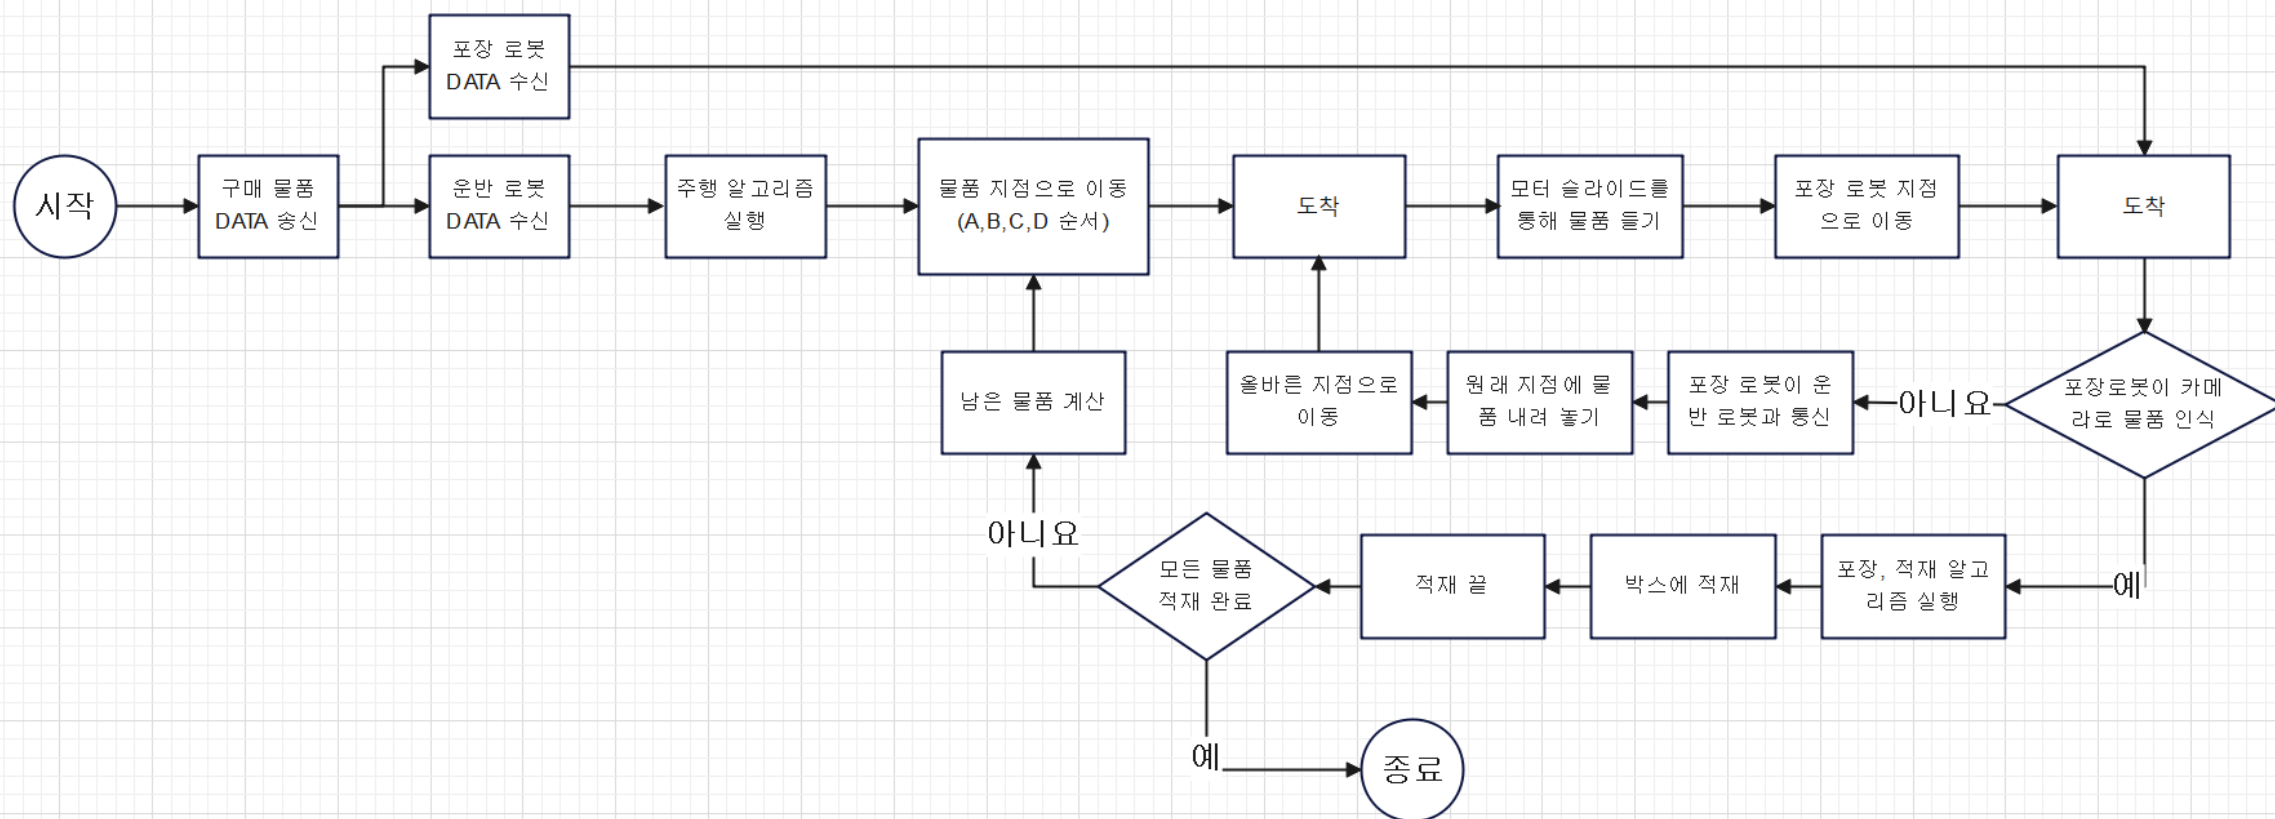 포장 로봇
DATA 수신
시작
구매 물품
DATA 송신
운반 로봇
DATA 수신
주행 알고리즘
실행
물품 지점으로 이동
(A,B,C,D 순서)
도착
모터 슬라이드를
통해 물품 들기
포장 로봇 지점
으로 이동
도착
남은 물품 계산
올바른 지점으로
이동
원래 지점에 물
품 내려 놓기
포장 로봇이 운
반 로봇과 통신
아니요
포장로봇이 카메
라로 물품 인식
아니요
모든 물품
적재 완료
적재 끝
박스에 적재
포장, 적재 알고
리즘 실행
예
예
종료